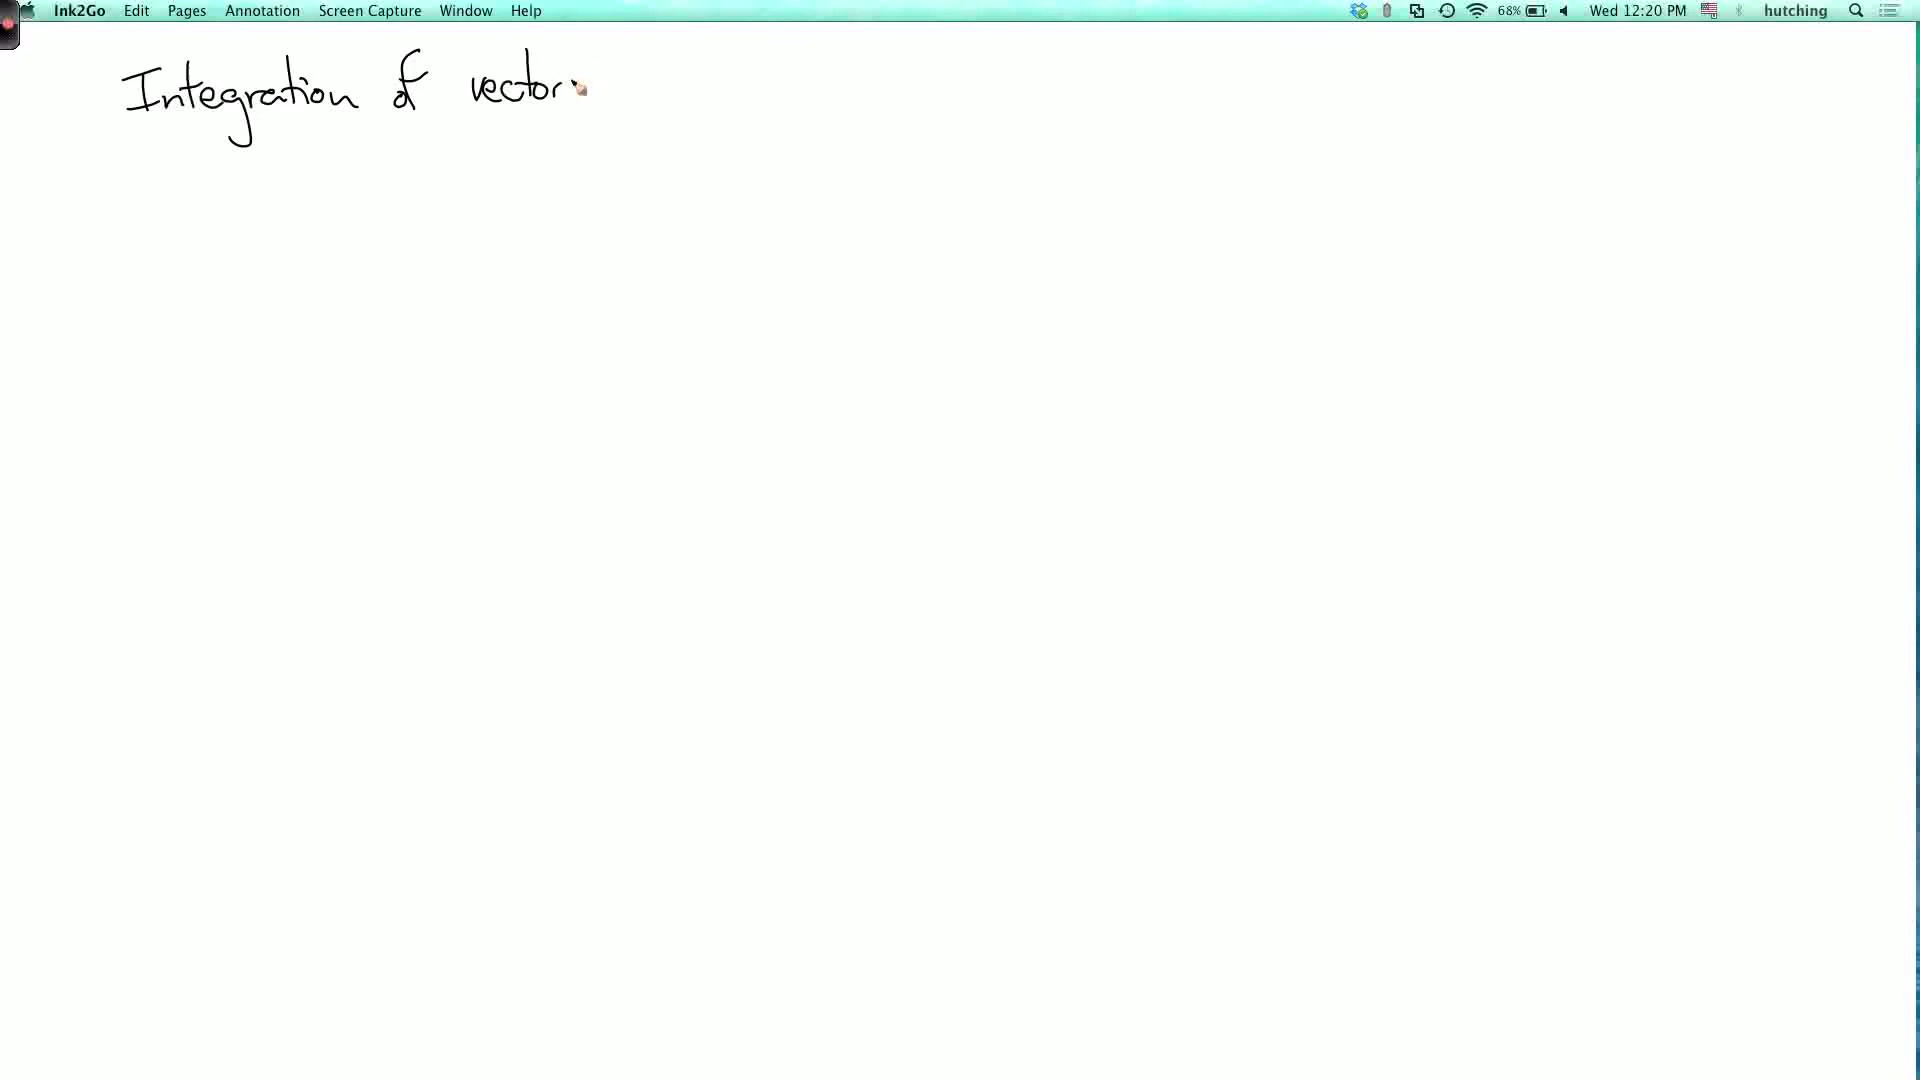 Ink2Go Edit Pages Annotation Screen Capture Window Help 68% Wed 12:20 PM hutching
Integration of vector